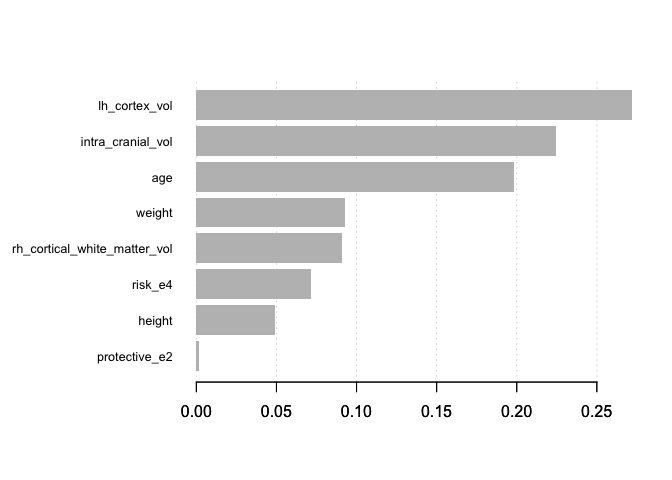 lh_cortex_vol
intra_cranial_vol
age
weight
rh_cortical_white_matter_vol
risk_e4
height
protective_e2
0.00 0.05 0.10 0.15 0.20 0.25